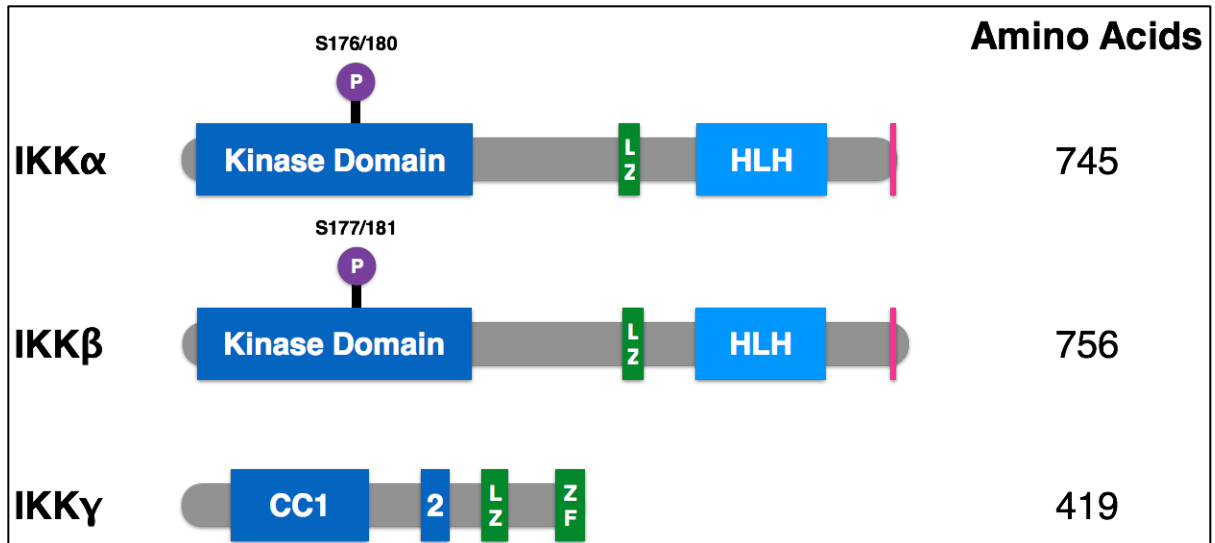 Amino Acids
S176/180
P
IKKα
Kinase Domain
L
Z
HLH
745
S177/181
P
IKKβ
Kinase Domain
L
Z
HLH
756
IKKγ
CC1
2
L
Z
Z
F
419